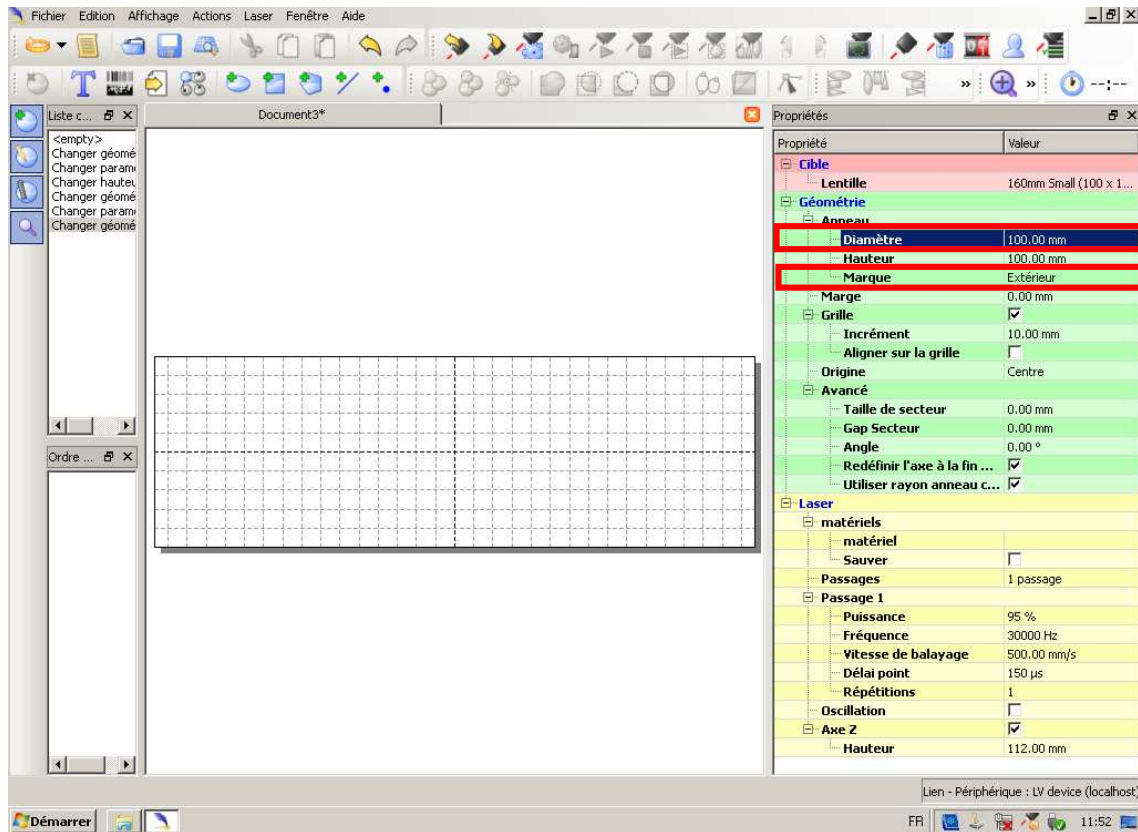 Fichier Edition Affichage Actions Laser Fenêtre Aide
T
» » --:--
Liste c...
<empty>
Changer géomé
Changer param
Changer hauteu
Changer géomé
Changer param
Changer géomé
Ordre ...
Document3*
Propriétés
Propriété Valeur
Cible
Lentille 160mm Small (100 x 1...
Géométrie
Anneau
Diamètre 100.00 mm
Hauteur 100.00 mm
Marque Extérieur
Marge 0.00 mm
Grille
Incrément 10.00 mm
Aligner sur la grille
Origine Centre
Avancé
Taille de secteur 0.00 mm
Gap Secteur 0.00 mm
Angle 0.00 °
Redéfinir l'axe à la fin ...
Utiliser rayon anneau c...
Laser
matériels
matériel
Sauver
Passages 1 passage
Passage 1
Puissance 95 %
Fréquence 30000 Hz
Vitesse de balayage 500.00 mm/s
Délai point 150 µs
Répétitions 1
Oscillation
Axe Z
Hauteur 112.00 mm
Lien - Périphérique : LV device (localhost)
Démarrer FR 11:52